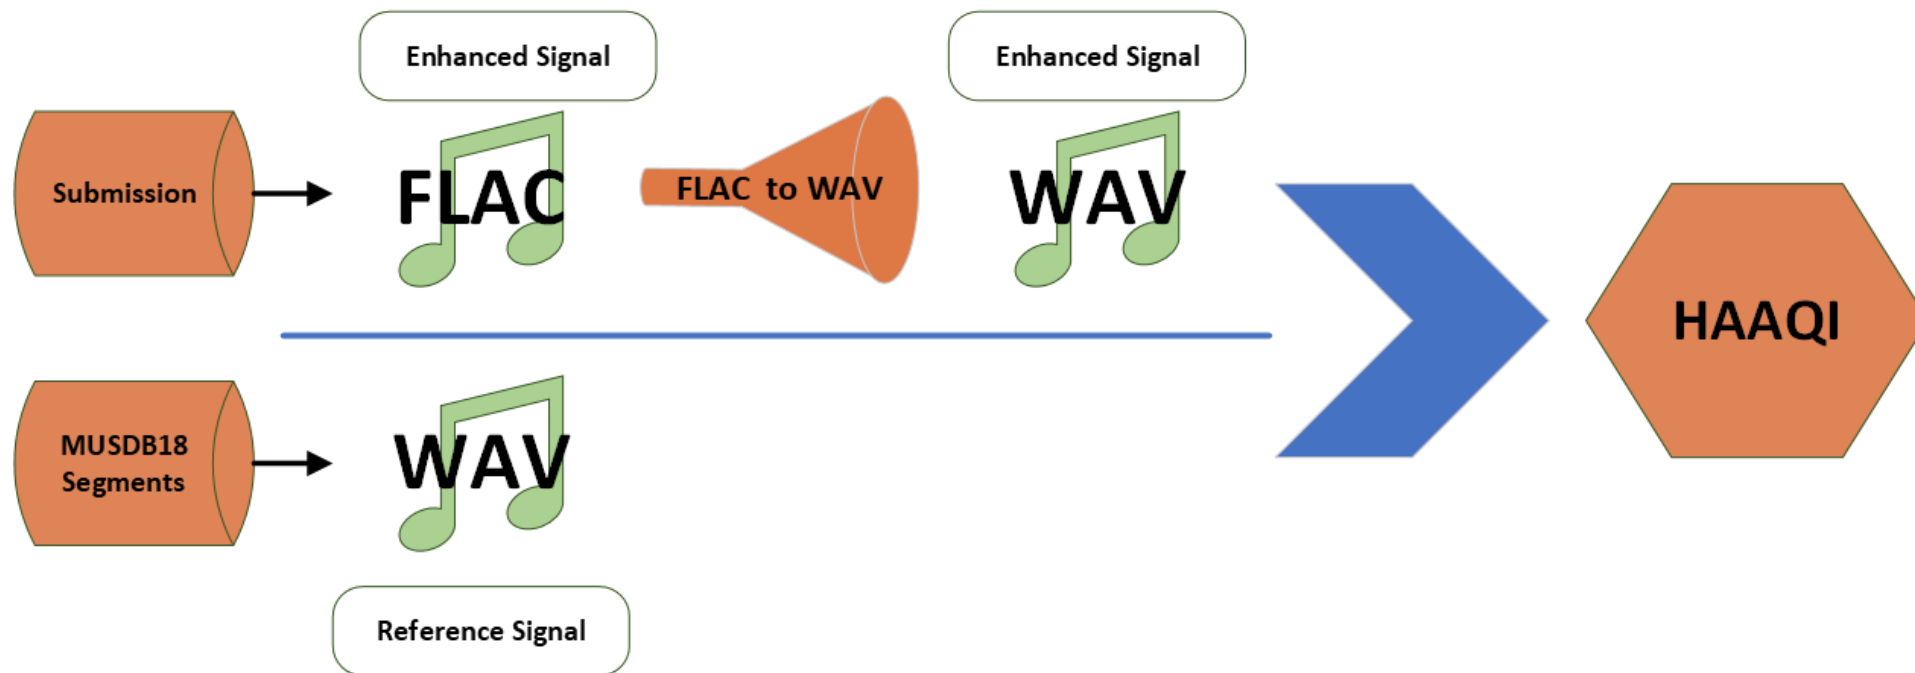 Enhanced Signal
Enhanced Signal
Submission
FLAC
FLAC to WAV
WAV
HAAQI
MUSDB18
Segments
WAV
Reference Signal